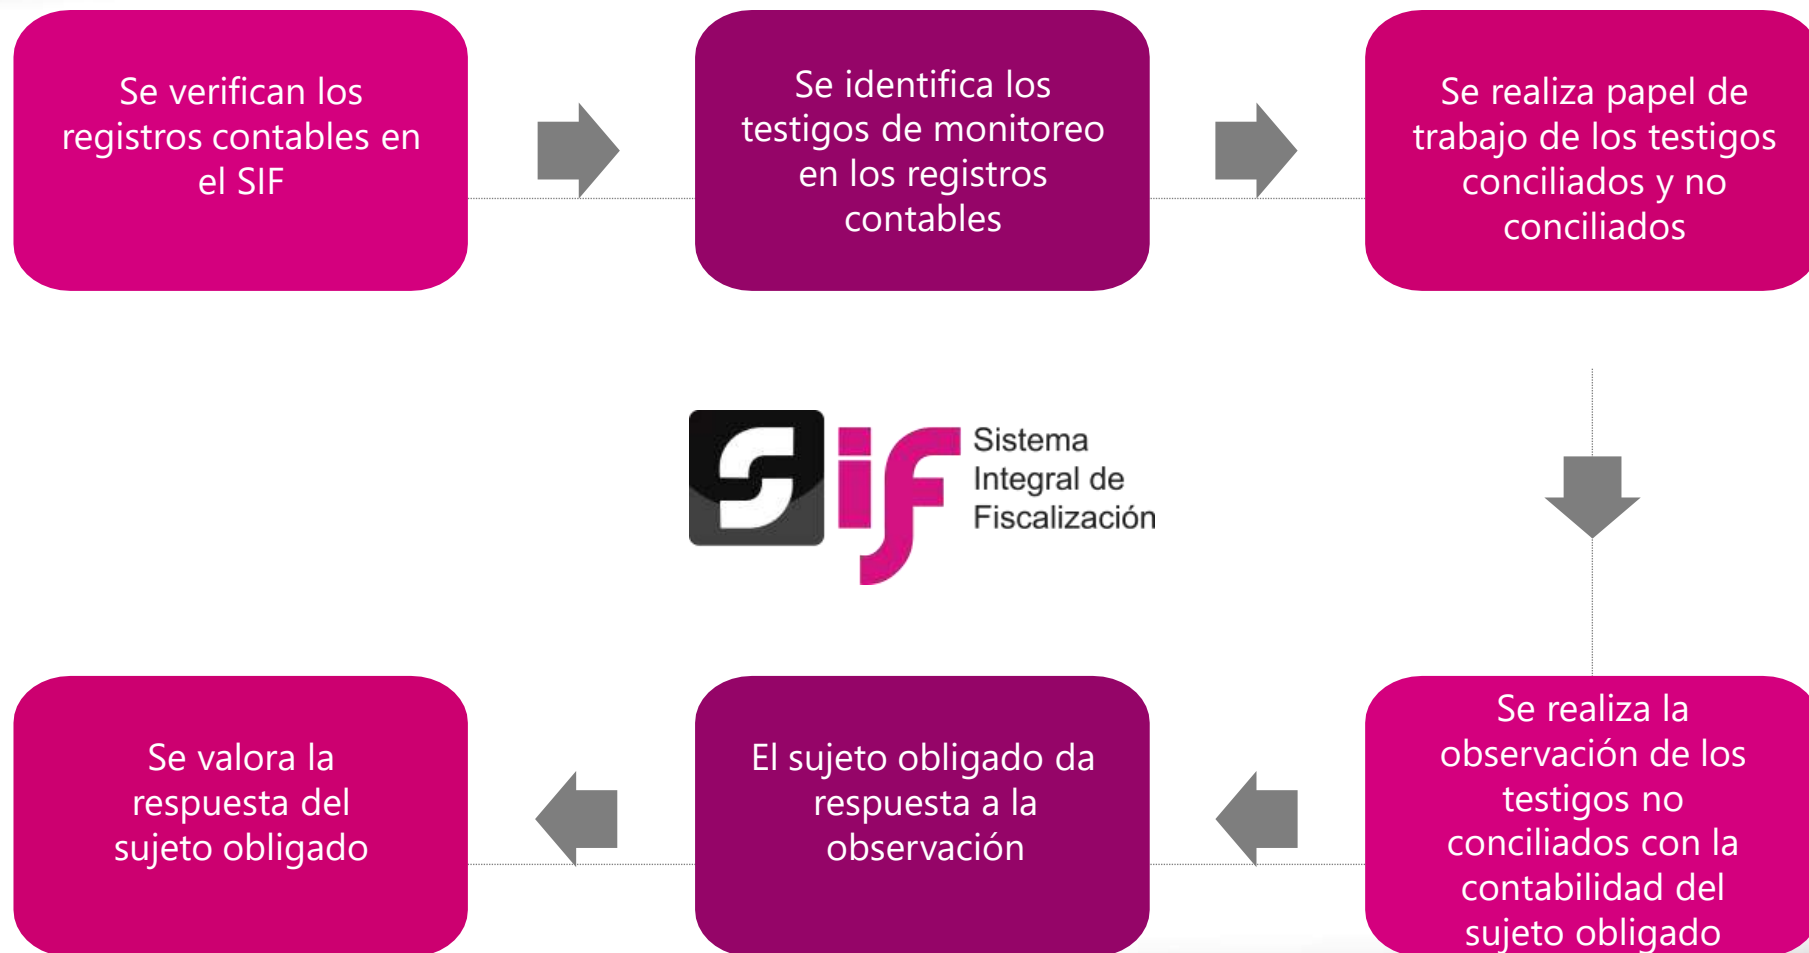 Se verifican los
registros contables en
el SIF
Se identifica los
testigos de monitoreo
en los registros
contables
Se realiza papel de
trabajo de los testigos
conciliados y no
conciliados
Sif
Sistema
Integral de
Fiscalización
Se realiza la
observación de los
testigos no
conciliados con la
contabilidad del
sujeto obligado
El sujeto obligado da
respuesta a la
observación
Se valora la
respuesta del
sujeto obligado